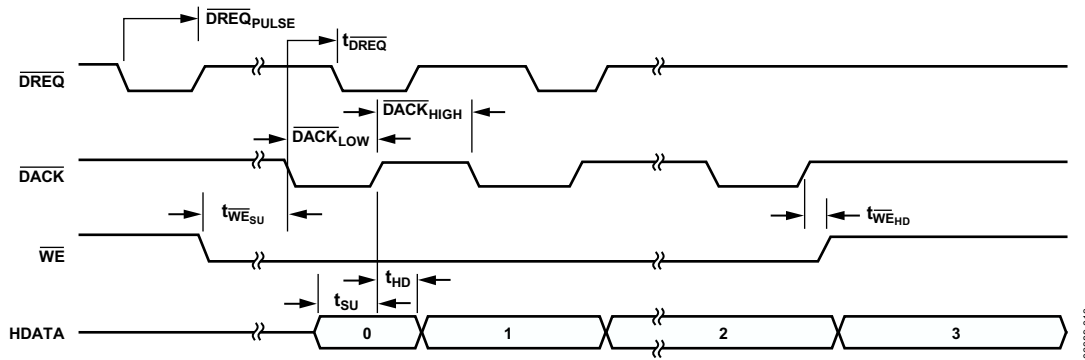 DREQPULSE
tDREQ
DREQ
DACKHIGH
DACKLOW
DACK
tWESU
tWEHD
WE
tHD
tSU
HDATA
0
1
2
3